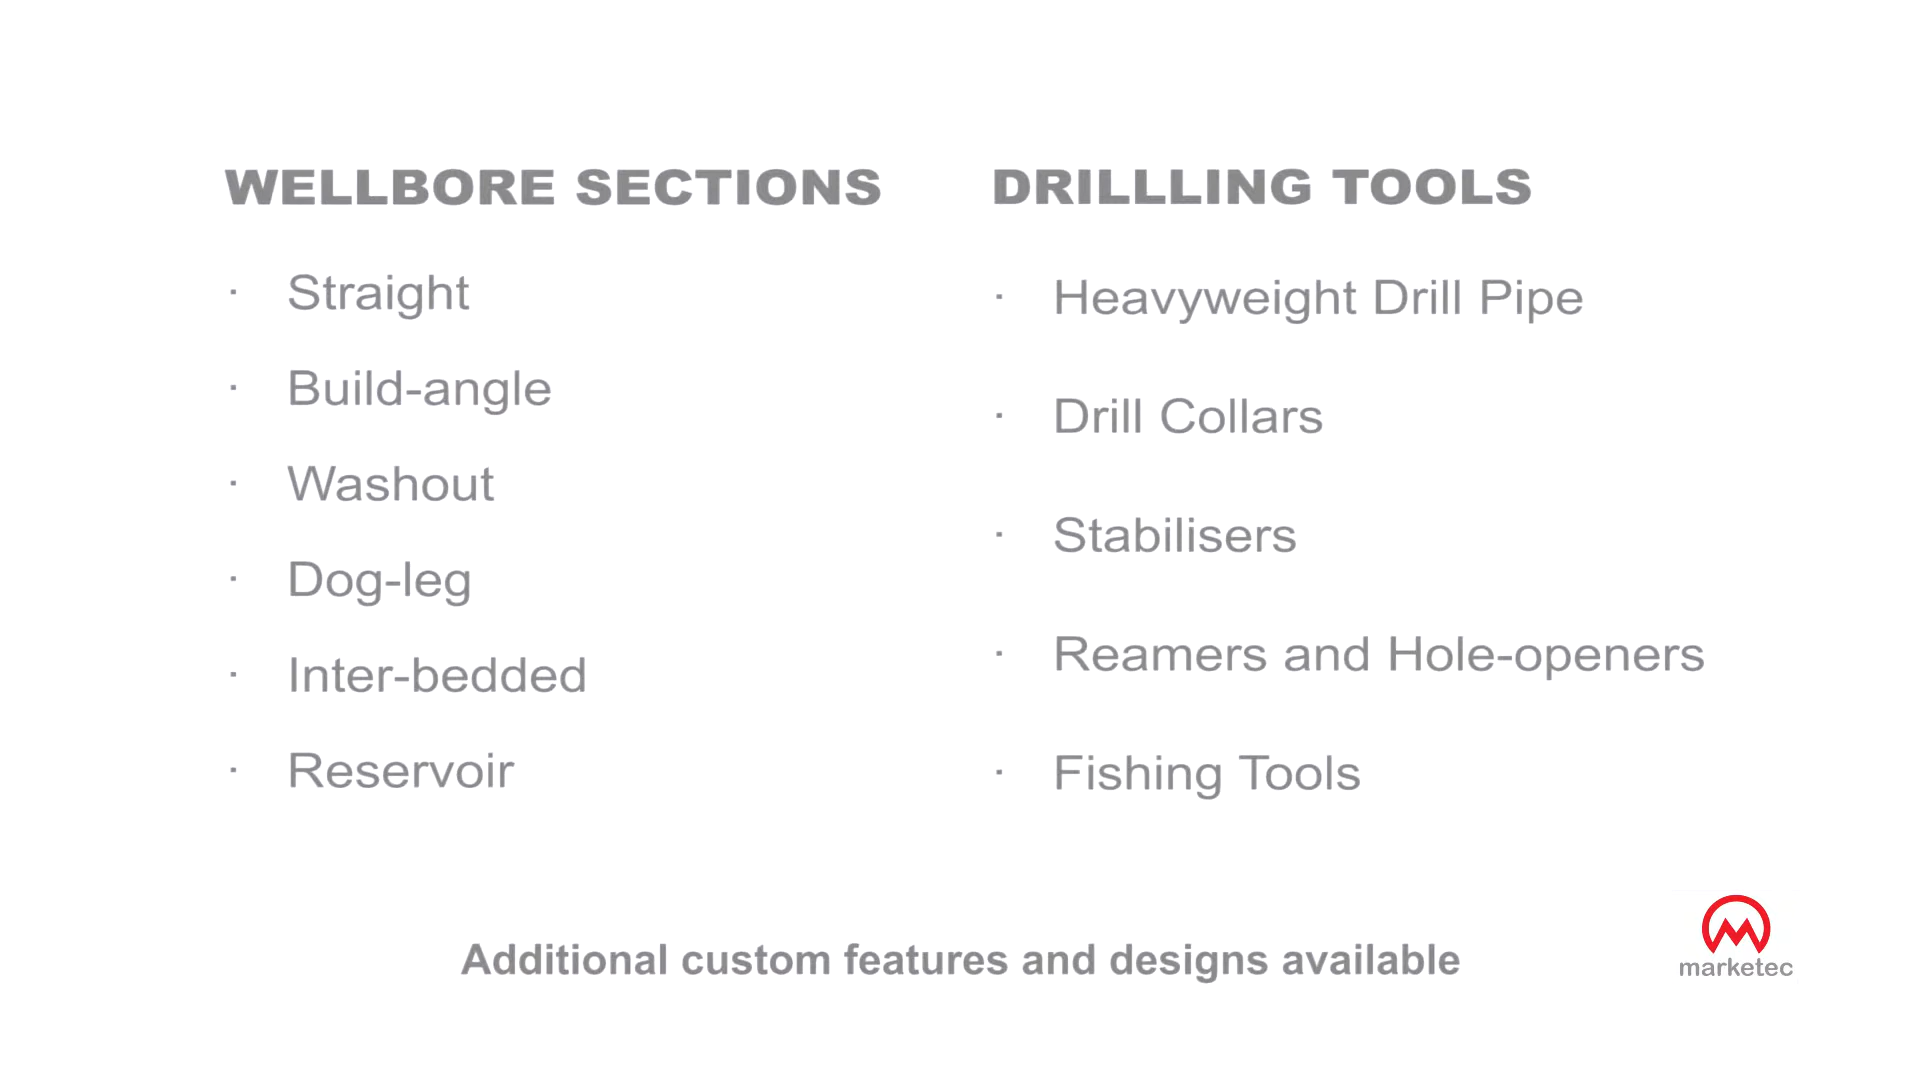 WELLBORE SECTIONS
· Straight
· Build-angle
· Washout
· Dog-leg
· Inter-bedded
· Reservoir
DRILLLING TOOLS
· Heavyweight Drill Pipe
· Drill Collars
· Stabilisers
· Reamers and Hole-openers
· Fishing Tools
Additional custom features and designs available
marketec